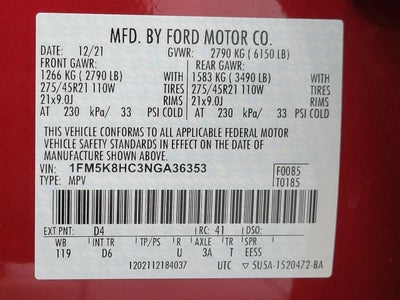 MFD. BY FORD MOTOR CO.
DATE: 12/21 GVWR: 2790 KG ( 6150 LB)
FRONT GAWR: REAR GAWR:
1266 KG ( 2790 LB) 1583 KG ( 3490 LB)
275/45R21 110W TIRES 275/45R21 110W TIRES
21x9.0J RIMS 21x9.0J RIMS
AT 230 kPa/ 33 PSI COLD AT 230 kPa/ 33 PSI COLD
THIS VEHICLE CONFORMS TO ALL APPLICABLE FEDERAL MOTOR
VEHICLE SAFETY STANDARDS IN EFFECT ON THE DATE OF
MANUFACTURE SHOWN ABOVE.
VIN: 1FM5K8HC3NGA36353
TYPE: MPV
F0085
T0185
EXT PNT: D4 RC: 41 DSO:
WB INT TR TP/PS R AXLE TR SPR
119 D6 U 3A T EESS
1202112184037 UTC 5U5A-1520472-BA